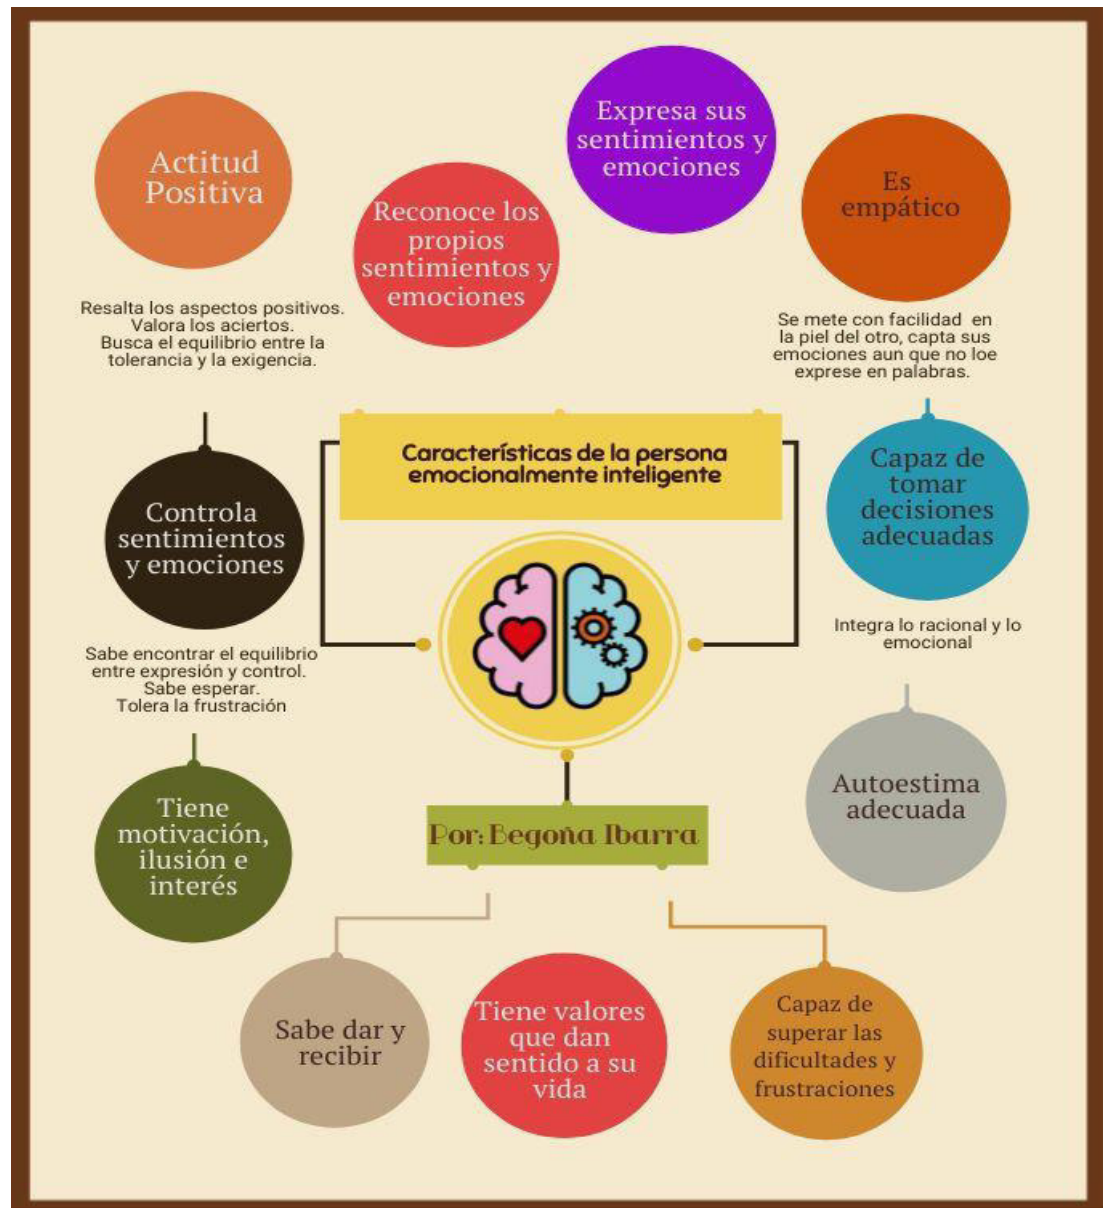 Expresa sus
sentimientos y
emociones
Actitud
Positiva
Reconoce los
propios
sentimientos y
emociones
Es
empático
Resalta los aspectos positivos.
Valora los aciertos.
Busca el equilibrio entre la
tolerancia y la exigencia.
Se mete con facilidad en
la piel del otro, capta sus
emociones aun que no loe
exprese en palabras.
Características de la persona
emocionalmente inteligente
Controla
sentimientos
y emociones
Capaz de
tomar
decisiones
adecuadas
Sabe encontrar el equilibrio
entre expresión y control.
Sabe esperar.
Tolera la frustración
Integra lo racional y lo
emocional
Tiene
motivación,
ilusión e
interés
Autoestima
adecuada
Por: Begoña Ibarra
Sabe dar y
recibir
Tiene valores
que dan
sentido a su
vida
Capaz de
superar las
dificultades y
frustraciones